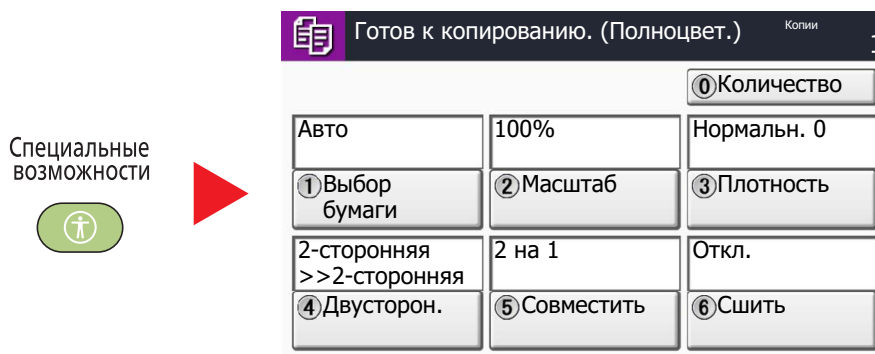 Специальные
возможности
Готов к копированию. (Полноцвет.)
Копии
0 Количество
Авто
100%
Нормальн. 0
1 Выбор
бумаги
2 Масштаб
3 Плотность
2-сторонняя
>>2-сторонняя
2 на 1
Откл.
4 Двусторон.
5 Совместить
6 Сшить